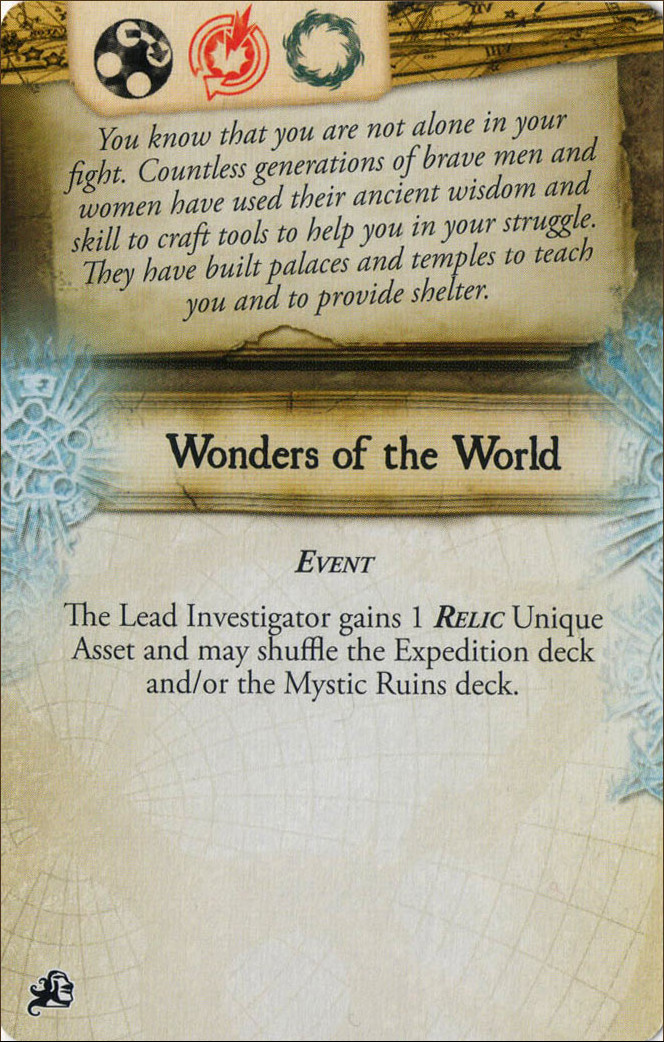 You know that you are not alone in your
fight. Countless generations of brave men and
women have used their ancient wisdom and
skill to craft tools to help you in your struggle.
They have built palaces and temples to teach
you and to provide shelter.
Wonders of the World
EVENT
The Lead Investigator gains 1 RELIC Unique
Asset and may shuffle the Expedition deck
and/or the Mystic Ruins deck.